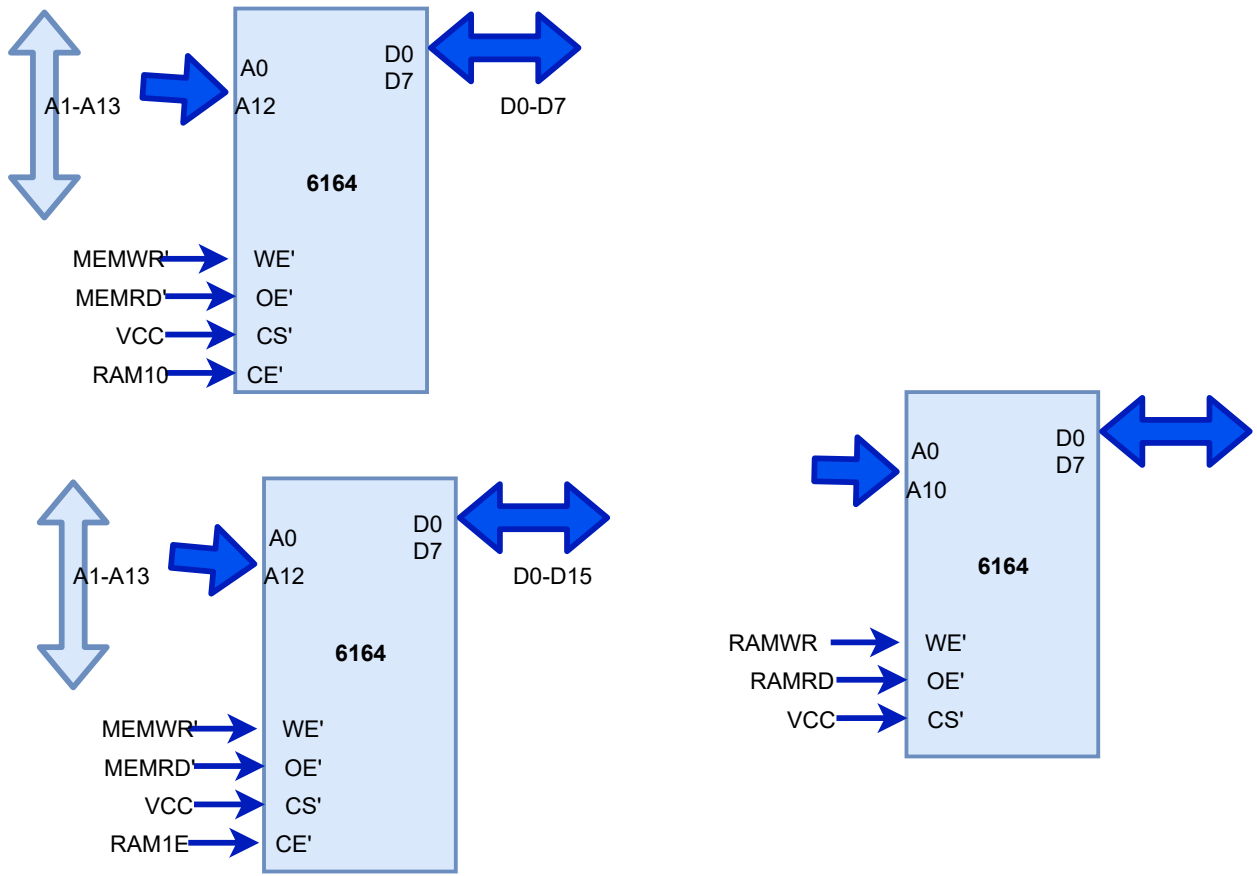 A1-A13
A0
A12
D0
D7
D0-D7
6164
MEMWR'
WE'
MEMRD'
OE'
VCC
CS'
RAM10
CE'
A1-A13
A0
A12
D0
D7
D0-D15
6164
MEMWR'
WE'
MEMRD'
OE'
VCC
CS'
RAM1E
CE'
A0
A10
D0
D7
6164
RAMWR
WE'
RAMRD
OE'
VCC
CS'